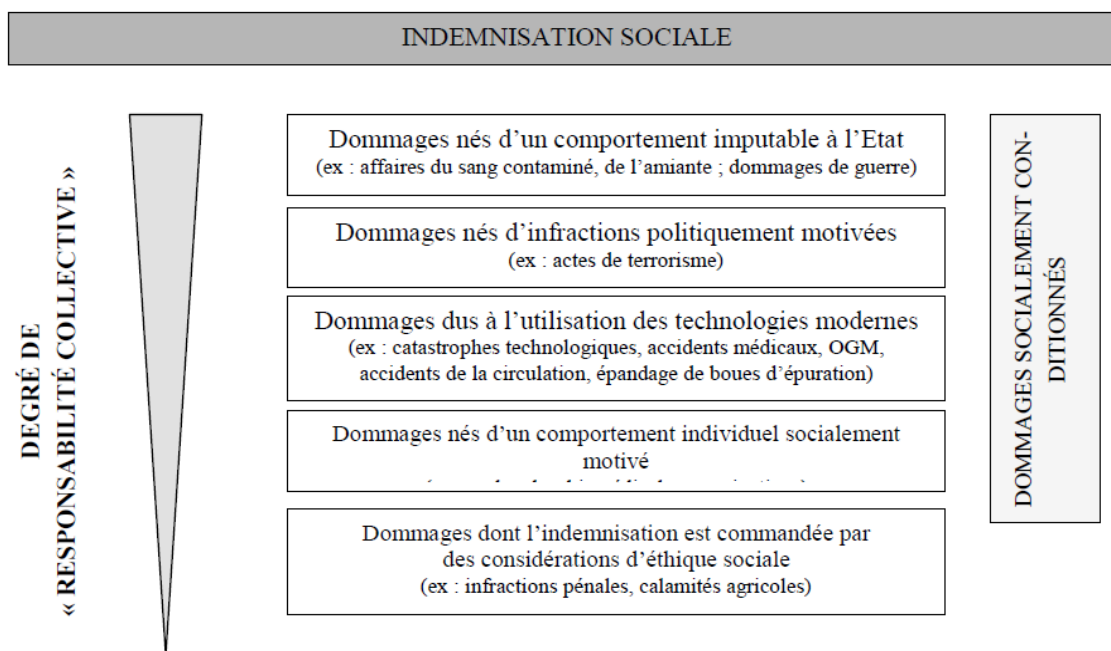 INDEMNISATION SOCIALE
DEGRÉ DE
« RESPONSABILITÉ COLLECTIVE »
Dommages nés d’un comportement imputable à l’Etat
(ex : affaires du sang contaminé, de l’amiante ; dommages de guerre)
Dommages nés d’infractions politiquement motivées
(ex : actes de terrorisme)
Dommages dus à l’utilisation des technologies modernes
(ex : catastrophes technologiques, accidents médicaux, OGM,
accidents de la circulation, épandage de boues d’épuration)
Dommages nés d’un comportement individuel socialement
motivé
Dommages dont l’indemnisation est commandée par
des considérations d’éthique sociale
(ex : infractions pénales, calamités agricoles)
DOMMAGES SOCIALEMENT CON-
DITIONNÉS